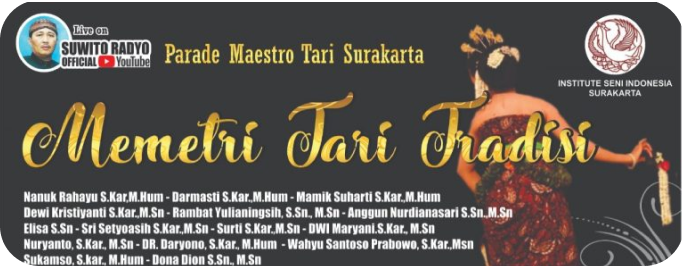 Live on
SUWITO RADYO
OFFICIAL YouTube
Parade Maestro Tari Surakarta
INSTITUTE SENI INDONESIA
SURAKARTA
Memetri Tari Tradisi
Nanuk Rahayu S.Kar,M.Hum - Darmasti S.Kar.,M.Hum - Mamik Suharti S.Kar.,M.Hum
Dewi Kristiyanti S.Kar.,M.Sn - Rambat Yulianingsih, S.Sn., M.Sn - Anggun Nurdianasari S.Sn.,M.Sn
Elisa S.Sn - Sri Setyoasih S.Kar.,M.Sn - Surti S.Kar.,M.Sn - DWI Maryani.S.Kar., M.Sn
Nuryanto, S.Kar., M.Sn - DR. Daryono, S.Kar., M.Hum - Wahyu Santoso Prabowo, S.Kar.,Msn
Sukamso, S.kar., M.Hum - Dona Dion S.Sn., M.Sn